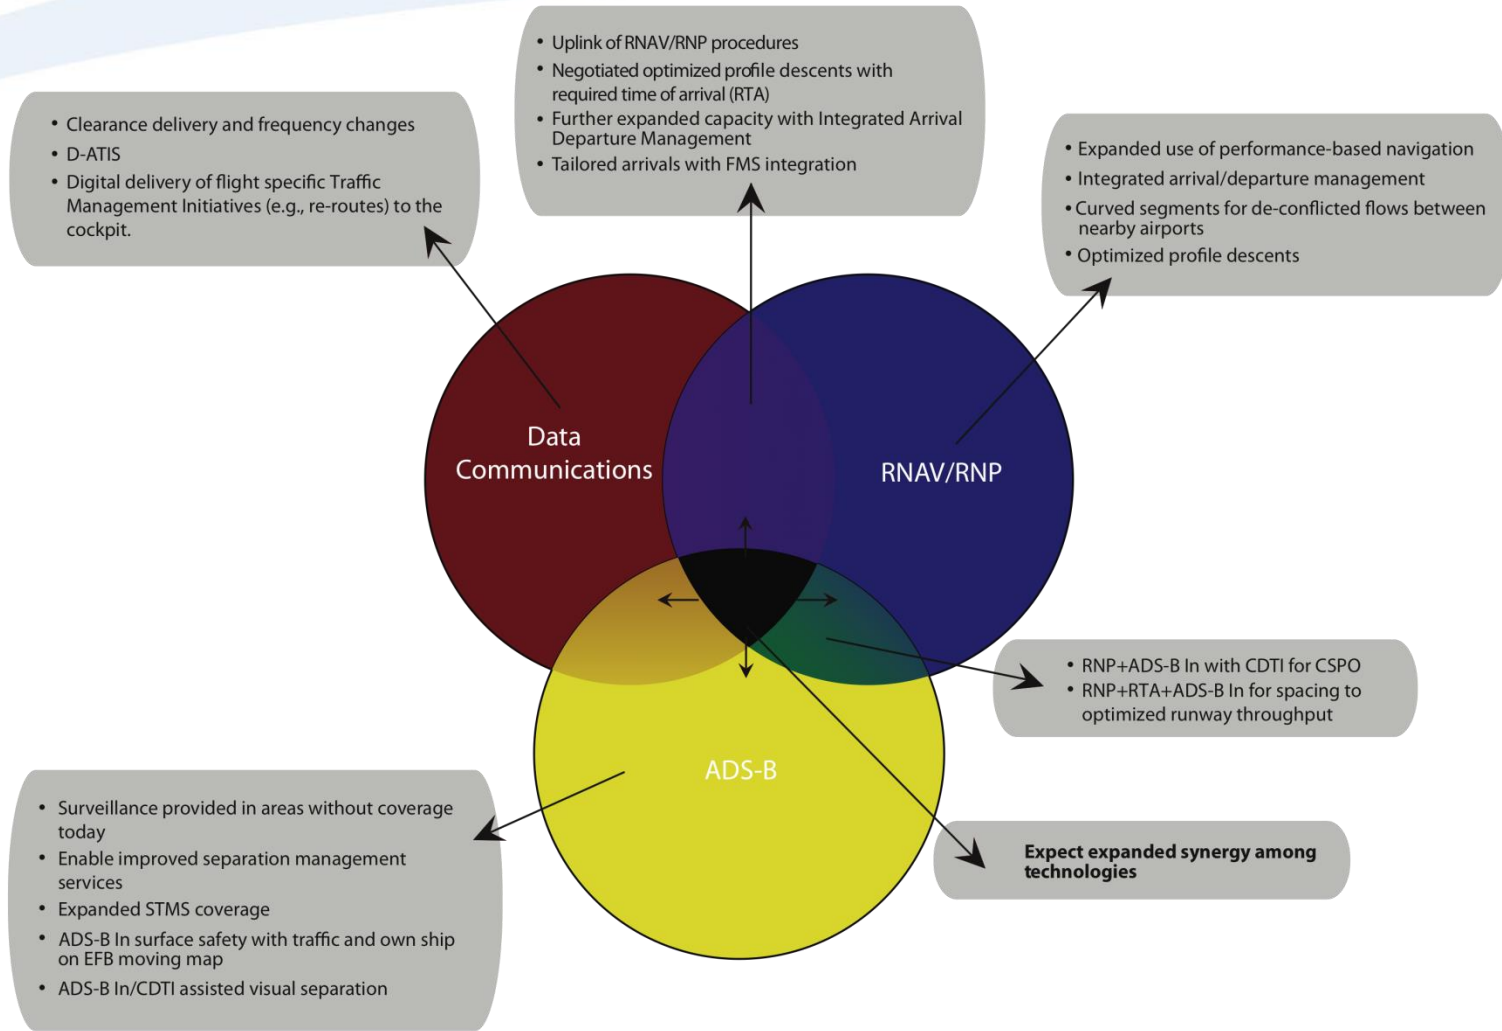 • Uplink of RNAV/RNP procedures
• Negotiated optimized profile descents with
required time of arrival (RTA)
• Further expanded capacity with Integrated Arrival
Departure Management
• Tailored arrivals with FMS integration
• Clearance delivery and frequency changes
• D-ATIS
• Digital delivery of flight specific Traffic
Management Initiatives (e.g., re-routes) to the
cockpit.
• Expanded use of performance-based navigation
• Integrated arrival/departure management
• Curved segments for de-conflicted flows between
nearby airports
• Optimized profile descents
Data
Communications
RNAV/RNP
ADS-B
• RNP+ADS-B In with CDTI for CSPO
• RNP+RTA+ADS-B In for spacing to
optimized runway throughput
• Surveillance provided in areas without coverage
today
• Enable improved separation management
services
• Expanded STMS coverage
• ADS-B In surface safety with traffic and own ship
on EFB moving map
• ADS-B In/CDTI assisted visual separation
Expect expanded synergy among
technologies